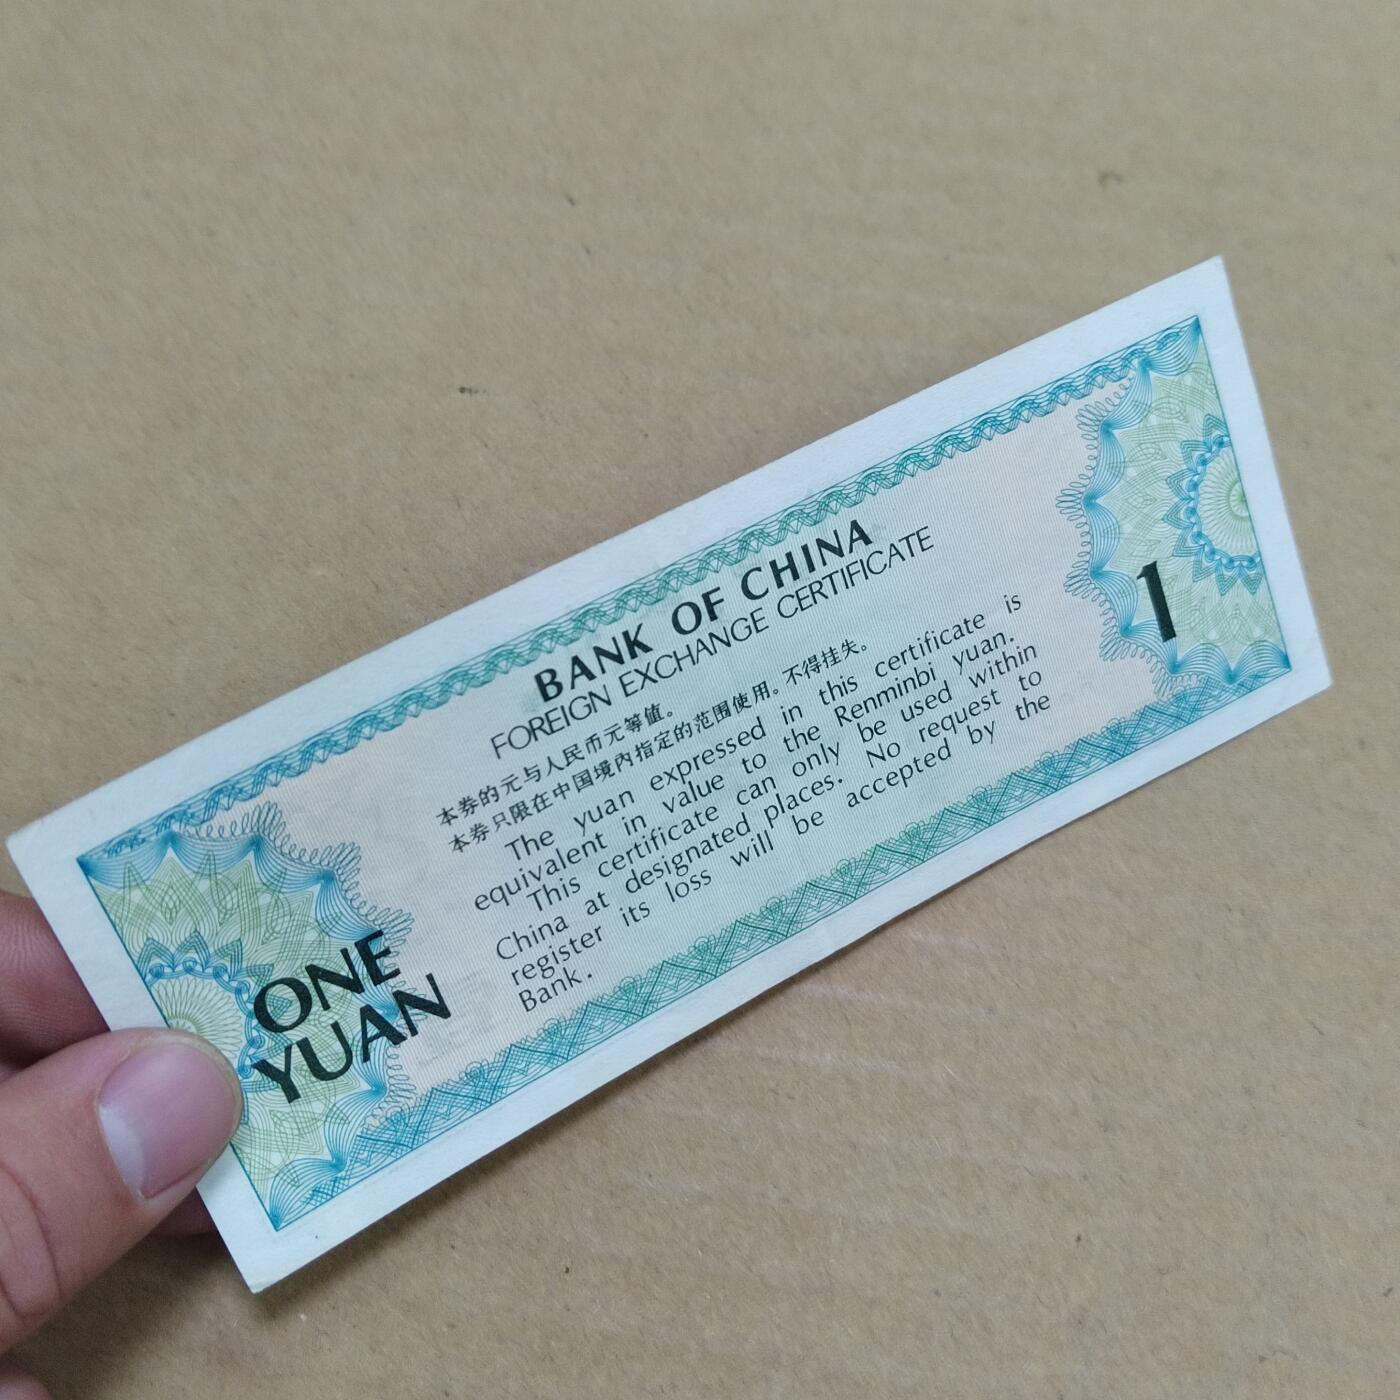 BANK OF CHINA
FOREIGN EXCHANGE CERTIFICATE
本券的元与人民币元等值。
本券只限在中国境内指定的范围使用。不得挂失。
The yuan expressed in this certificate is
equivalent in value to the Renminbi yuan.
This certificate can only be used within
China at designated places. No request to
register its loss will be accepted by the
Bank.
ONE
YUAN
1